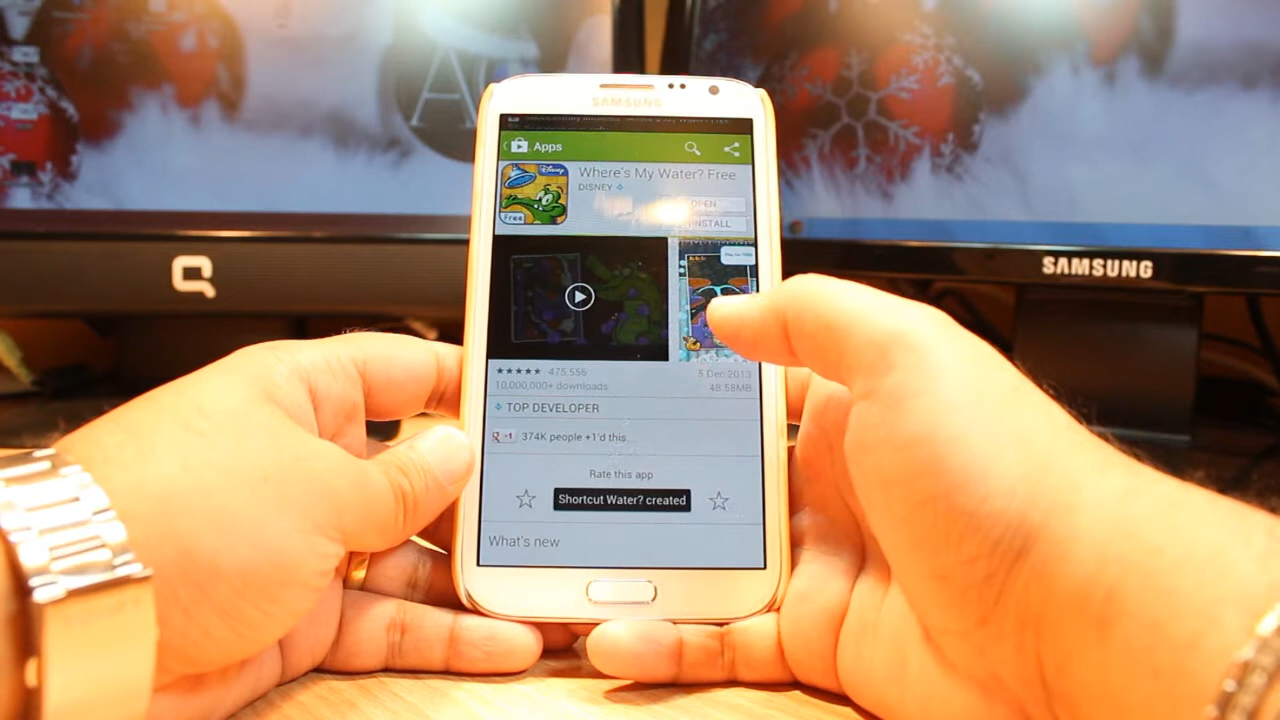 SAMSUNG
Apps
Disney
Where's My Water? Free
DISNEY
Free
OPEN
475,556
5 Dec 2013
10,000,000+ downloads
48.58MB
TOP DEVELOPER
+1
374K people +1'd this.
Rate this app
Shortcut Water? created
What's new
SAMSUNG